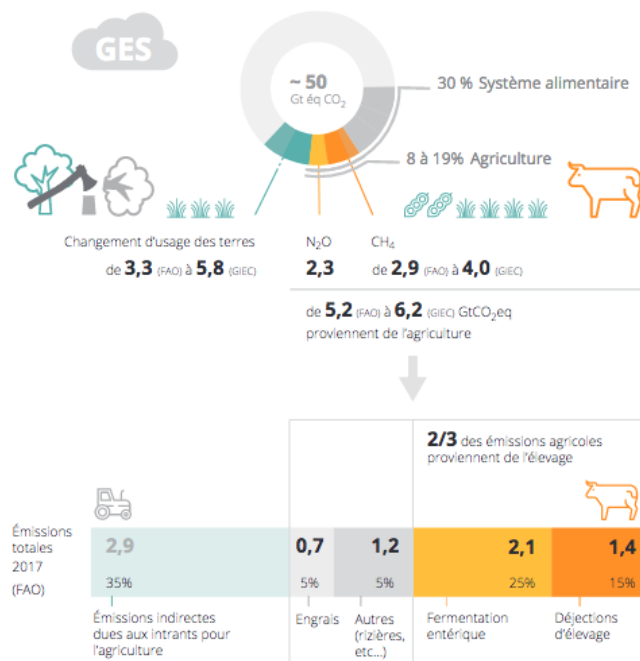 GES
~ 50
Gt éq CO₂
30 % Système alimentaire
8 à 19% Agriculture
Changement d'usage des terres
de 3,3 (FAO) à 5,8 (GIEC)
N₂O
2,3
CH₄
de 2,9 (FAO) à 4,0 (GIEC)
de 5,2 (FAO) à 6,2 (GIEC) GtCO₂eq
proviennent de l'agriculture
2/3 des émissions agricoles
proviennent de l'élevage
Émissions
totales
2017
(FAO)
2,9
35%
0,7
5%
1,2
5%
2,1
25%
1,4
15%
Émissions indirectes
dues aux intrants pour
l'agriculture
Engrais
Autres
(rizières,
etc...)
Fermentation
entérique
Déjections
d'élevage